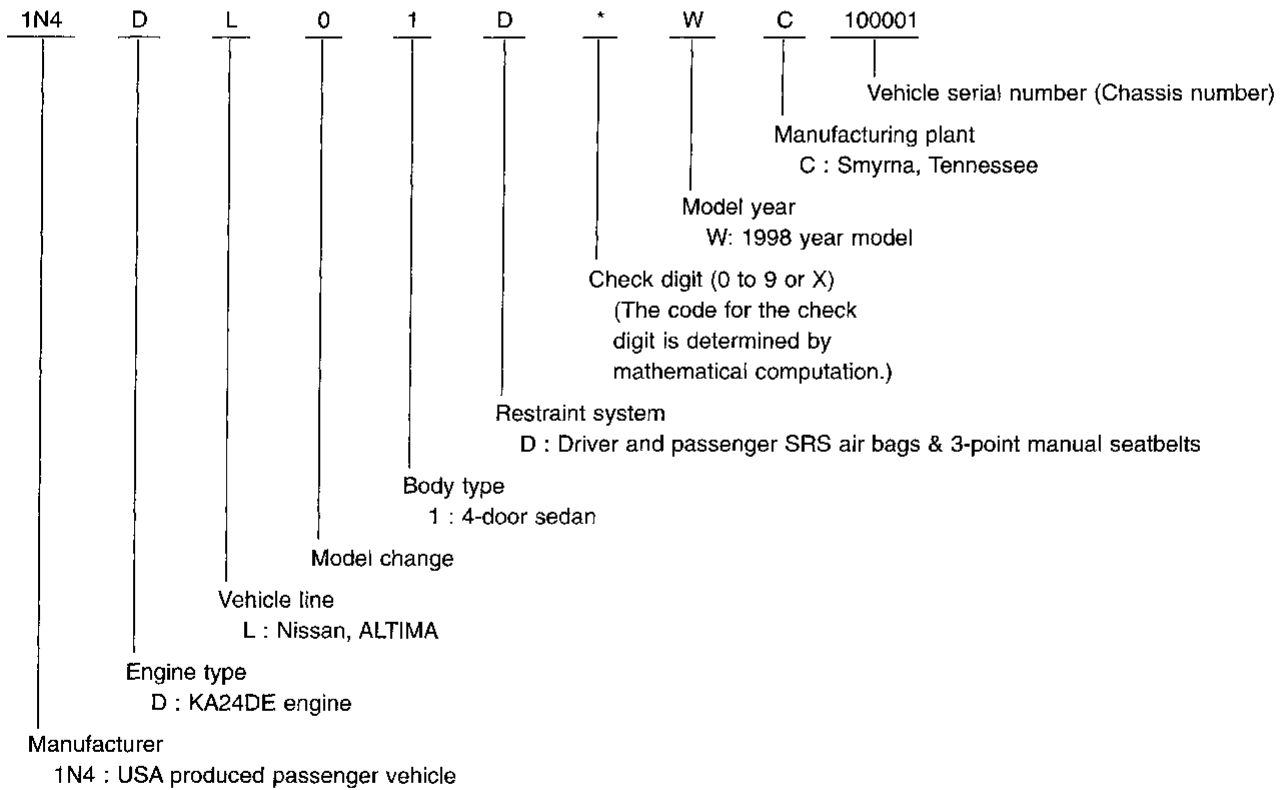 1N4 D L 0 1 D * W C 100001
Vehicle serial number (Chassis number)
Manufacturing plant
C : Smyrna, Tennessee
Model year
W: 1998 year model
Check digit (0 to 9 or X)
(The code for the check
digit is determined by
mathematical computation.)
Restraint system
D : Driver and passenger SRS air bags & 3-point manual seatbelts
Body type
1 : 4-door sedan
Model change
Vehicle line
L : Nissan, ALTIMA
Engine type
D : KA24DE engine
Manufacturer
1N4 : USA produced passenger vehicle